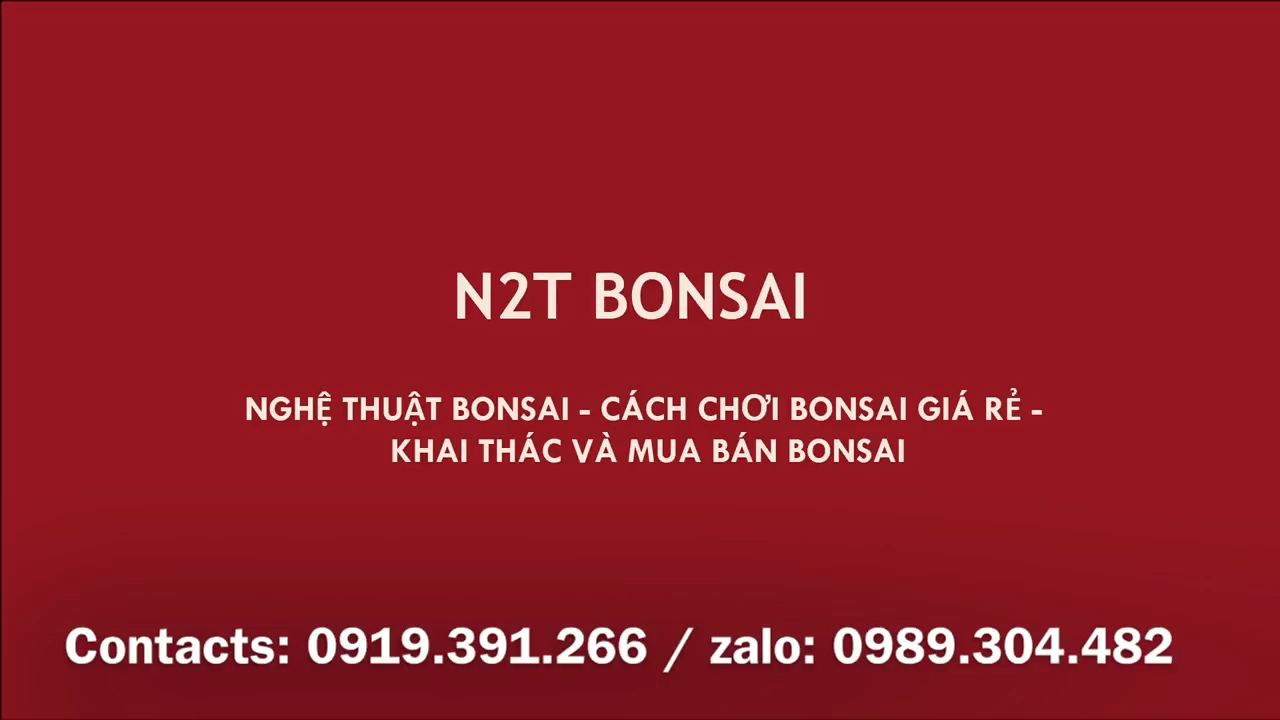 N2T BONSAI
NGHỆ THUẬT BONSAI - CÁCH CHƠI BONSAI GIÁ RẺ -
KHAI THÁC VÀ MUA BÁN BONSAI
Contacts: 0919.391.266 / zalo: 0989.304.482